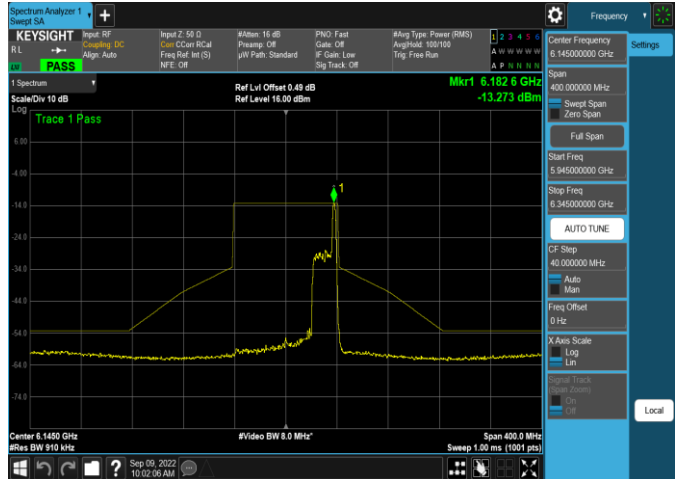 Spectrum Analyzer 1
Swept SA
+
Frequency
KEYSIGHT
Input: RF
Input Z: 50 Ω
#Atten: 16 dB
PNO: Fast
#Avg Type: Power (RMS)
1 2 3 4 5 6
RL
Coupling: DC
Corr CCorr RCal
Preamp: Off
Gate: Off
Avg|Hold: 100/100
A W W W W W
Align: Auto
Freq Ref: Int (S)
µW Path: Standard
IF Gain: Low
Trig: Free Run
A P N N N N
NFE: Off
Sig Track: Off
PASS
1 Spectrum
Scale/Div 10 dB
Ref Lvl Offset 0.49 dB
Ref Level 16.00 dBm
Mkr1 6.182 6 GHz
-13.273 dBm
Log
Trace 1 Pass
6.00
-4.00
-14.0
-24.0
-34.0
-44.0
-54.0
-64.0
-74.0
1
Center 6.1450 GHz
#Res BW 910 kHz
#Video BW 8.0 MHz*
Span 400.0 MHz
Sweep 1.00 ms (1001 pts)
Sep 09, 2022
10:02:06 AM
?
Center Frequency
6.145000000 GHz
Settings
Span
400.000000 MHz
Swept Span
Zero Span
Full Span
Start Freq
5.945000000 GHz
Stop Freq
6.345000000 GHz
AUTO TUNE
CF Step
40.000000 MHz
Auto
Man
Freq Offset
0 Hz
X Axis Scale
Log
Lin
Signal Track
(Span Zoom)
On
Off
Local